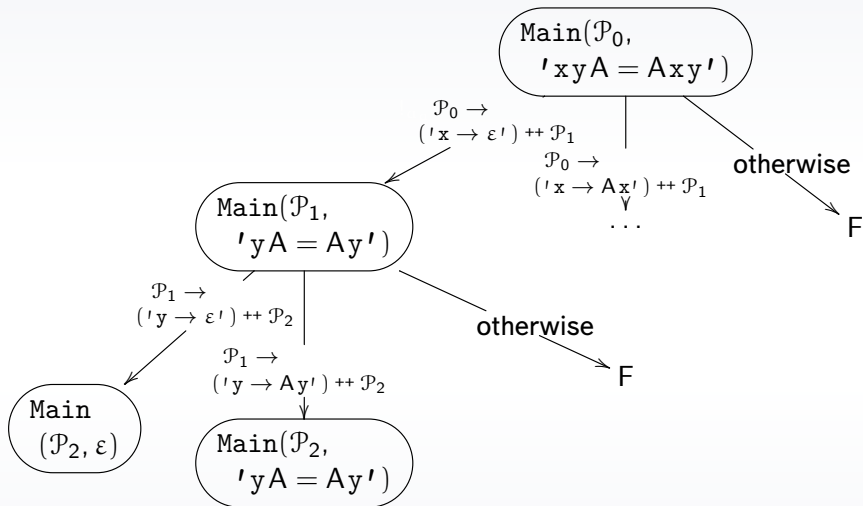 Main(𝒫₀,
'xyA = Axy')
𝒫₀ →
('x → ε') ++ 𝒫₁
𝒫₀ →
('x → Ax') ++ 𝒫₁
otherwise
...
F
Main(𝒫₁,
'yA = Ay')
𝒫₁ →
('y → ε') ++ 𝒫₂
𝒫₁ →
('y → Ay') ++ 𝒫₂
otherwise
F
Main
(𝒫₂, ε)
Main(𝒫₂,
'yA = Ay')